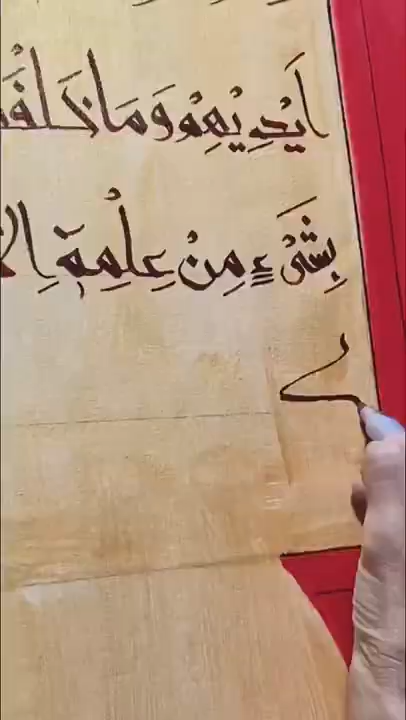 أَيْدِيهِمْ وَمَا خَلْفَ
بِشَيْءٍ مِنْ عِلْمِهِ إِلَّا